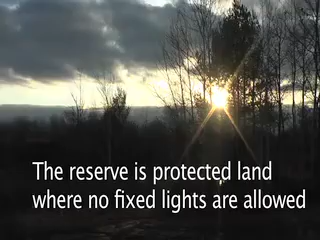 The reserve is protected land
where no fixed lights are allowed